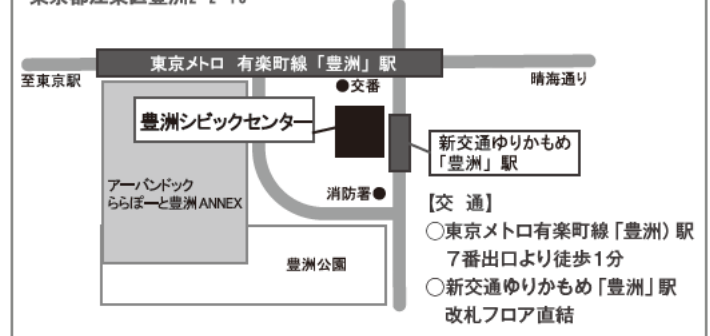 東京メトロ 有楽町線「豊洲」駅
至東京駅
●交番
晴海通り
豊洲シビックセンター
新交通ゆりかもめ
「豊洲」駅
アーバンドック
ららぽーと豊洲ANNEX
消防署●
豊洲公園
【交 通】
○東京メトロ有楽町線「豊洲）駅
７番出口より徒歩１分
○新交通ゆりかもめ「豊洲」駅
改札フロア直結